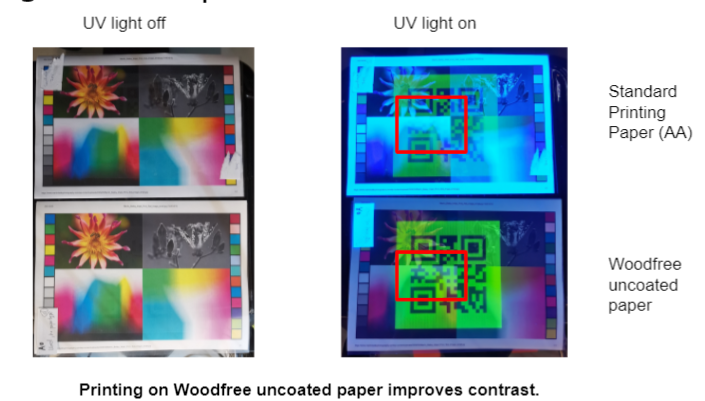 UV light off
UV light on
Standard
Printing
Paper (AA)
Woodfree
uncoated
paper
Printing on Woodfree uncoated paper improves contrast.